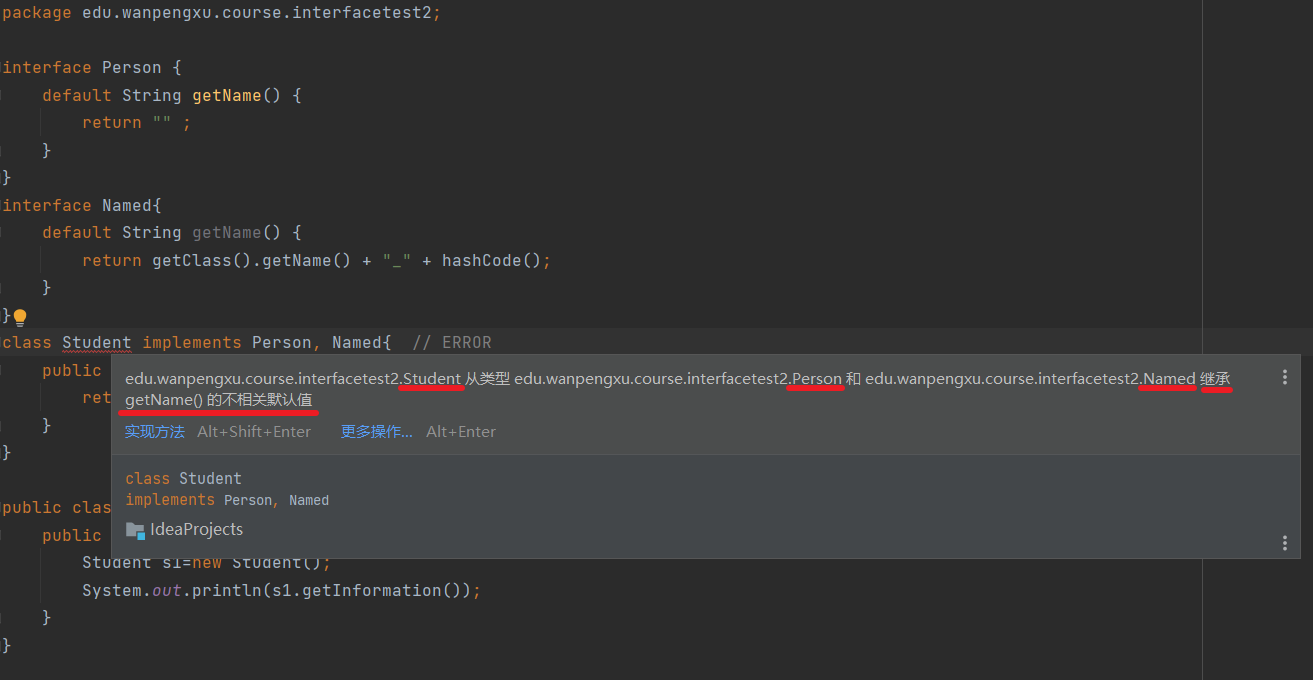 package edu.wanpengxu.course.interfacetest2;
interface Person {
default String getName() {
return "" ;
}
}
interface Named{
default String getName() {
return getClass().getName() + "_" + hashCode();
}
}
class Student implements Person, Named{ // ERROR
public
ret
}
}
edu.wanpengxu.course.interfacetest2.Student 从类型 edu.wanpengxu.course.interfacetest2.Person 和 edu.wanpengxu.course.interfacetest2.Named 继承
getName() 的不相关默认值
实现方法 Alt+Shift+Enter 更多操作... Alt+Enter
class Student
implements Person, Named
IdeaProjects
public clas
public
Student s1=new Student();
System.out.println(s1.getInformation());
}
}